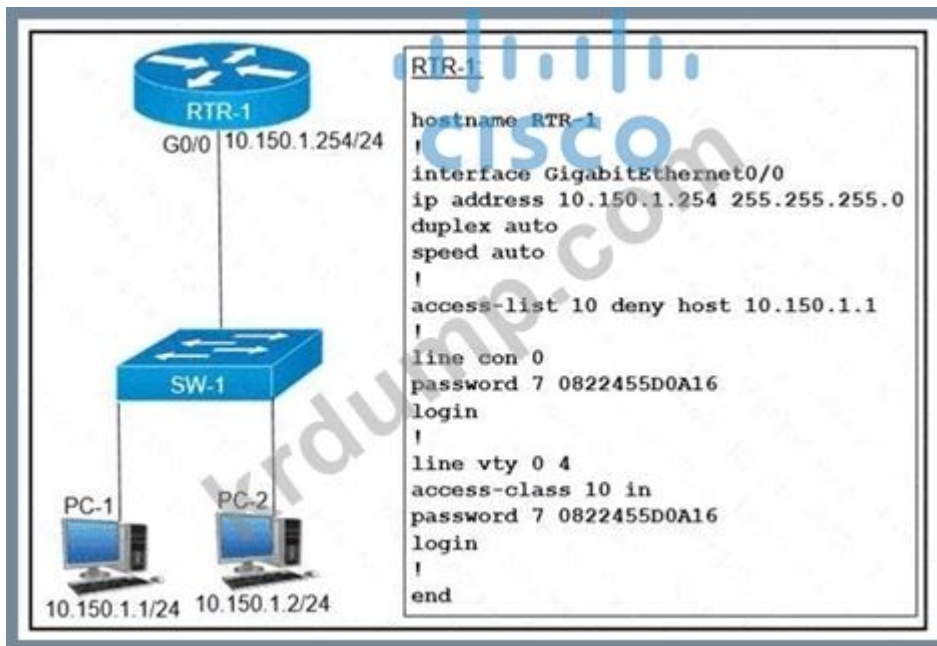 RTR-1
G0/0 10.150.1.254/24
SW-1
PC-1
PC-2
10.150.1.1/24
10.150.1.2/24
RTR-1:
hostname RTR-1
!
interface GigabitEthernet0/0
ip address 10.150.1.254 255.255.255.0
duplex auto
speed auto
!
access-list 10 deny host 10.150.1.1
!
line con 0
password 7 0822455D0A16
login
!
line vty 0 4
access-class 10 in
password 7 0822455D0A16
login
!
end
CISCO
krdump.com